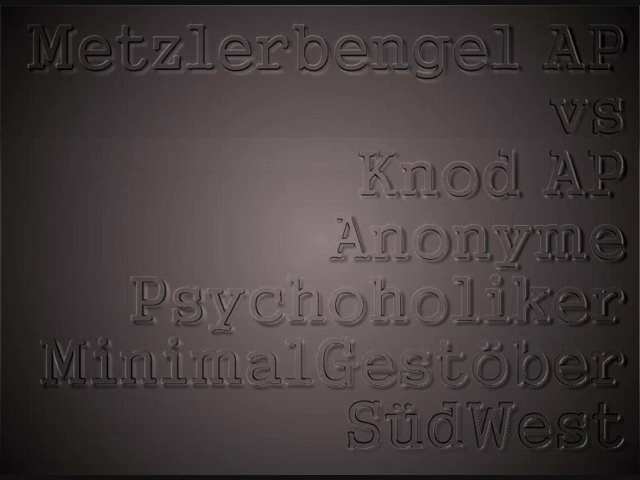 Metzlerbengel AP
vs
Knod AP
Anonyme
Psychoholiker
MinimalGestöber
SüdWest